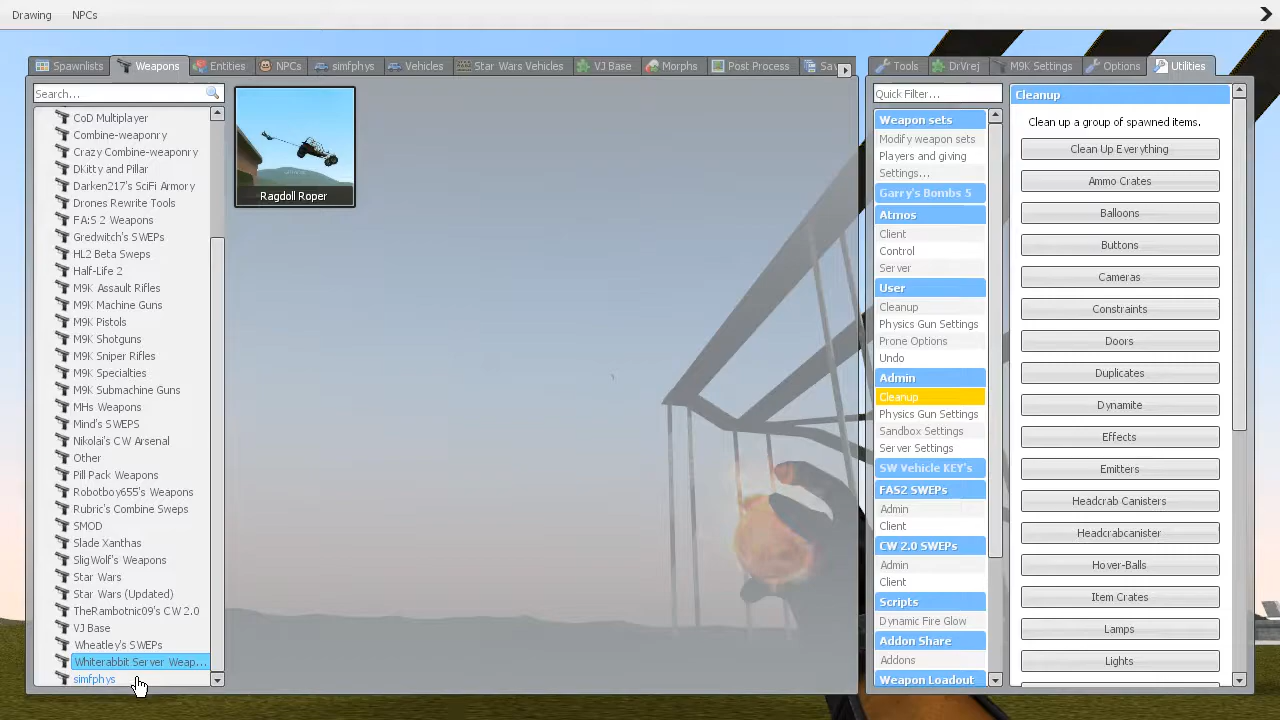 Drawing NPCs
Spawnlists Weapons Entities NPCs simfphys Vehicles Star Wars Vehicles VJ Base Morphs Post Process Sav
Search...
CoD Multiplayer
Combine-weaponry
Crazy Combine-weaponry
DKitty and Pillar
Darken217's SciFi Armory
Drones Rewrite Tools
FA:S 2 Weapons
Gredwitch's SWEPs
HL2 Beta Sweps
Half-Life 2
M9K Assault Rifles
M9K Machine Guns
M9K Pistols
M9K Shotguns
M9K Sniper Rifles
M9K Specialties
M9K Submachine Guns
MHs Weapons
Mind's SWEPS
Nikolai's CW Arsenal
Other
Pill Pack Weapons
Robotboy655's Weapons
Rubric's Combine Sweps
SMOD
Slade Xanthas
SligWolf's Weapons
Star Wars
Star Wars (Updated)
TheRambotnic09's CW 2.0
VJ Base
Wheatley's SWEPs
Whiterabbit Server Weap...
simfphys
Ragdoll Roper
Tools DrVrej M9K Settings Options Utilities
Quick Filter...
Weapon sets
Modify weapon sets
Players and giving
Settings...
Garry's Bombs 5
Atmos
Client
Control
Server
User
Cleanup
Physics Gun Settings
Prone Options
Undo
Admin
Cleanup
Physics Gun Settings
Sandbox Settings
Server Settings
SW Vehicle KEY's
FAS2 SWEPs
Admin
Client
CW 2.0 SWEPs
Admin
Client
Scripts
Dynamic Fire Glow
Addon Share
Addons
Weapon Loadout
Cleanup
Clean up a group of spawned items.
Clean Up Everything
Ammo Crates
Balloons
Buttons
Cameras
Constraints
Doors
Duplicates
Dynamite
Effects
Emitters
Headcrab Canisters
Headcrabcanister
Hover-Balls
Item Crates
Lamps
Lights